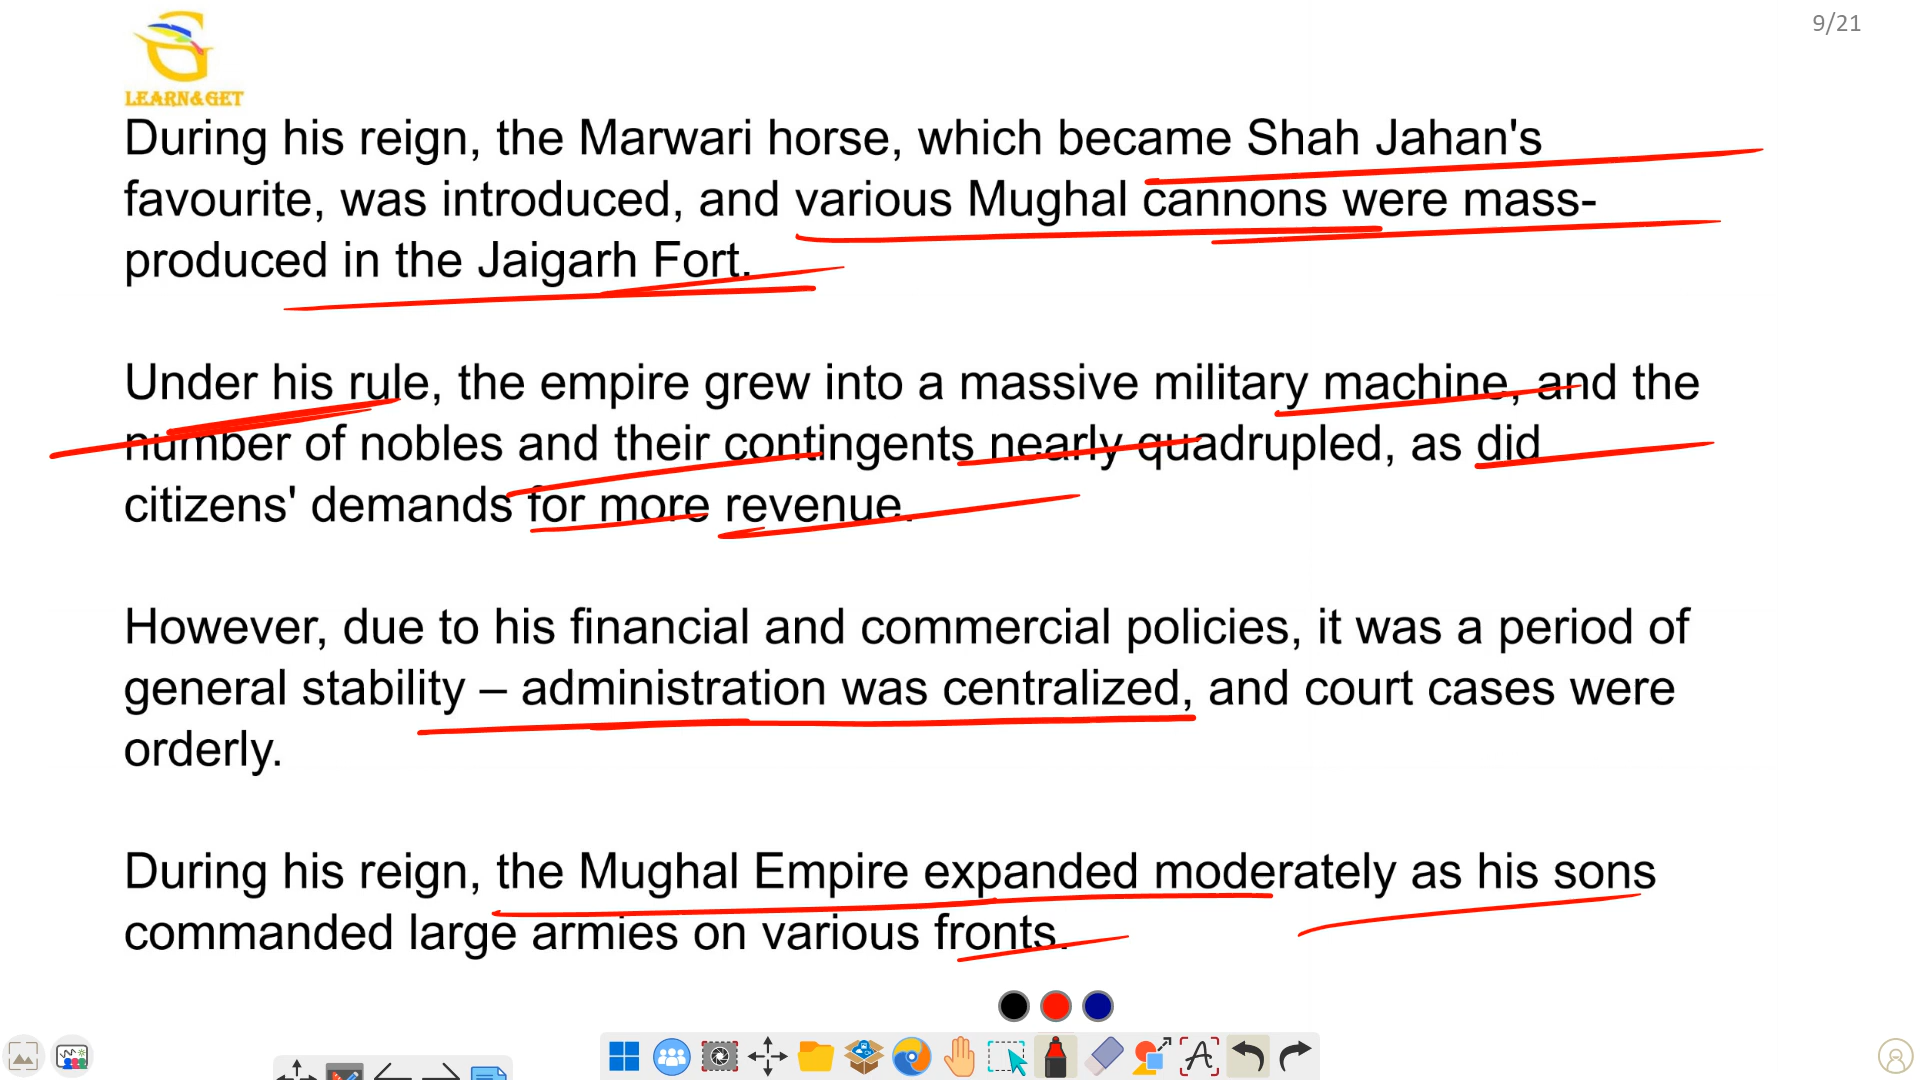 9/21
LEARN&GET
During his reign, the Marwari horse, which became Shah Jahan's
favourite, was introduced, and various Mughal cannons were mass-
produced in the Jaigarh Fort.
Under his rule, the empire grew into a massive military machine, and the
number of nobles and their contingents nearly quadrupled, as did
citizens' demands for more revenue.
However, due to his financial and commercial policies, it was a period of
general stability – administration was centralized, and court cases were
orderly.
During his reign, the Mughal Empire expanded moderately as his sons
commanded large armies on various fronts.